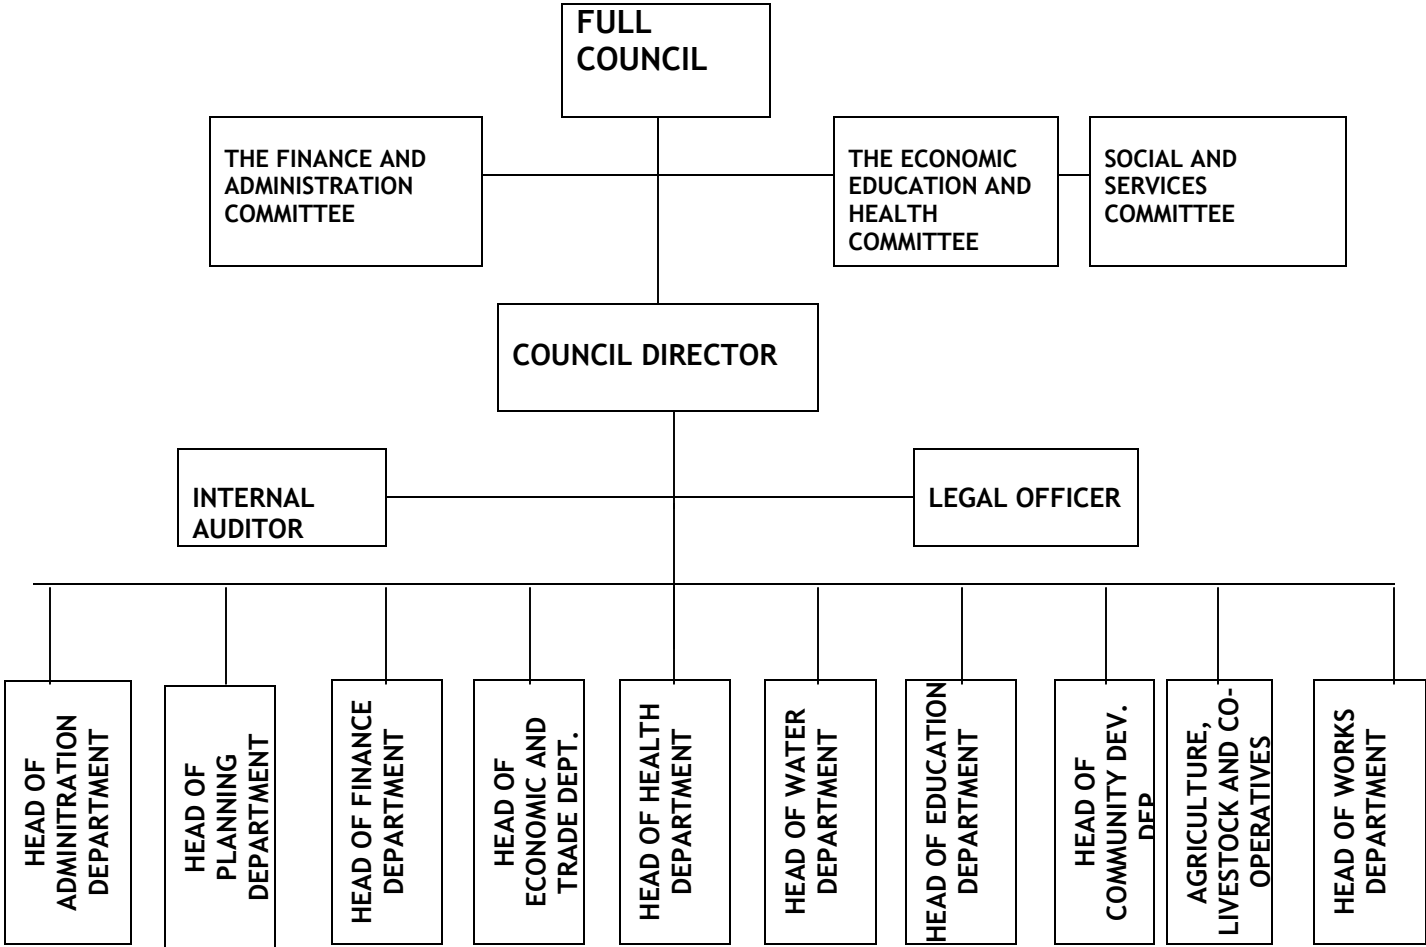 FULL
COUNCIL
THE FINANCE AND
ADMINISTRATION
COMMITTEE
THE ECONOMIC
EDUCATION AND
HEALTH
COMMITTEE
SOCIAL AND
SERVICES
COMMITTEE
COUNCIL DIRECTOR
INTERNAL
AUDITOR
LEGAL OFFICER
HEAD OF
ADMINITRATION
DEPARTMENT
HEAD OF
PLANNING
DEPARTMENT
HEAD OF FINANCE
DEPARTMENT
HEAD OF
ECONOMIC AND
TRADE DEPT.
HEAD OF HEALTH
DEPARTMENT
HEAD OF WATER
DEPARTMENT
HEAD OF EDUCATION
DEPARTMENT
HEAD OF
COMMUNITY DEV.
DEP
AGRICULTURE,
LIVESTOCK AND CO-
OPERATIVES
HEAD OF WORKS
DEPARTMENT